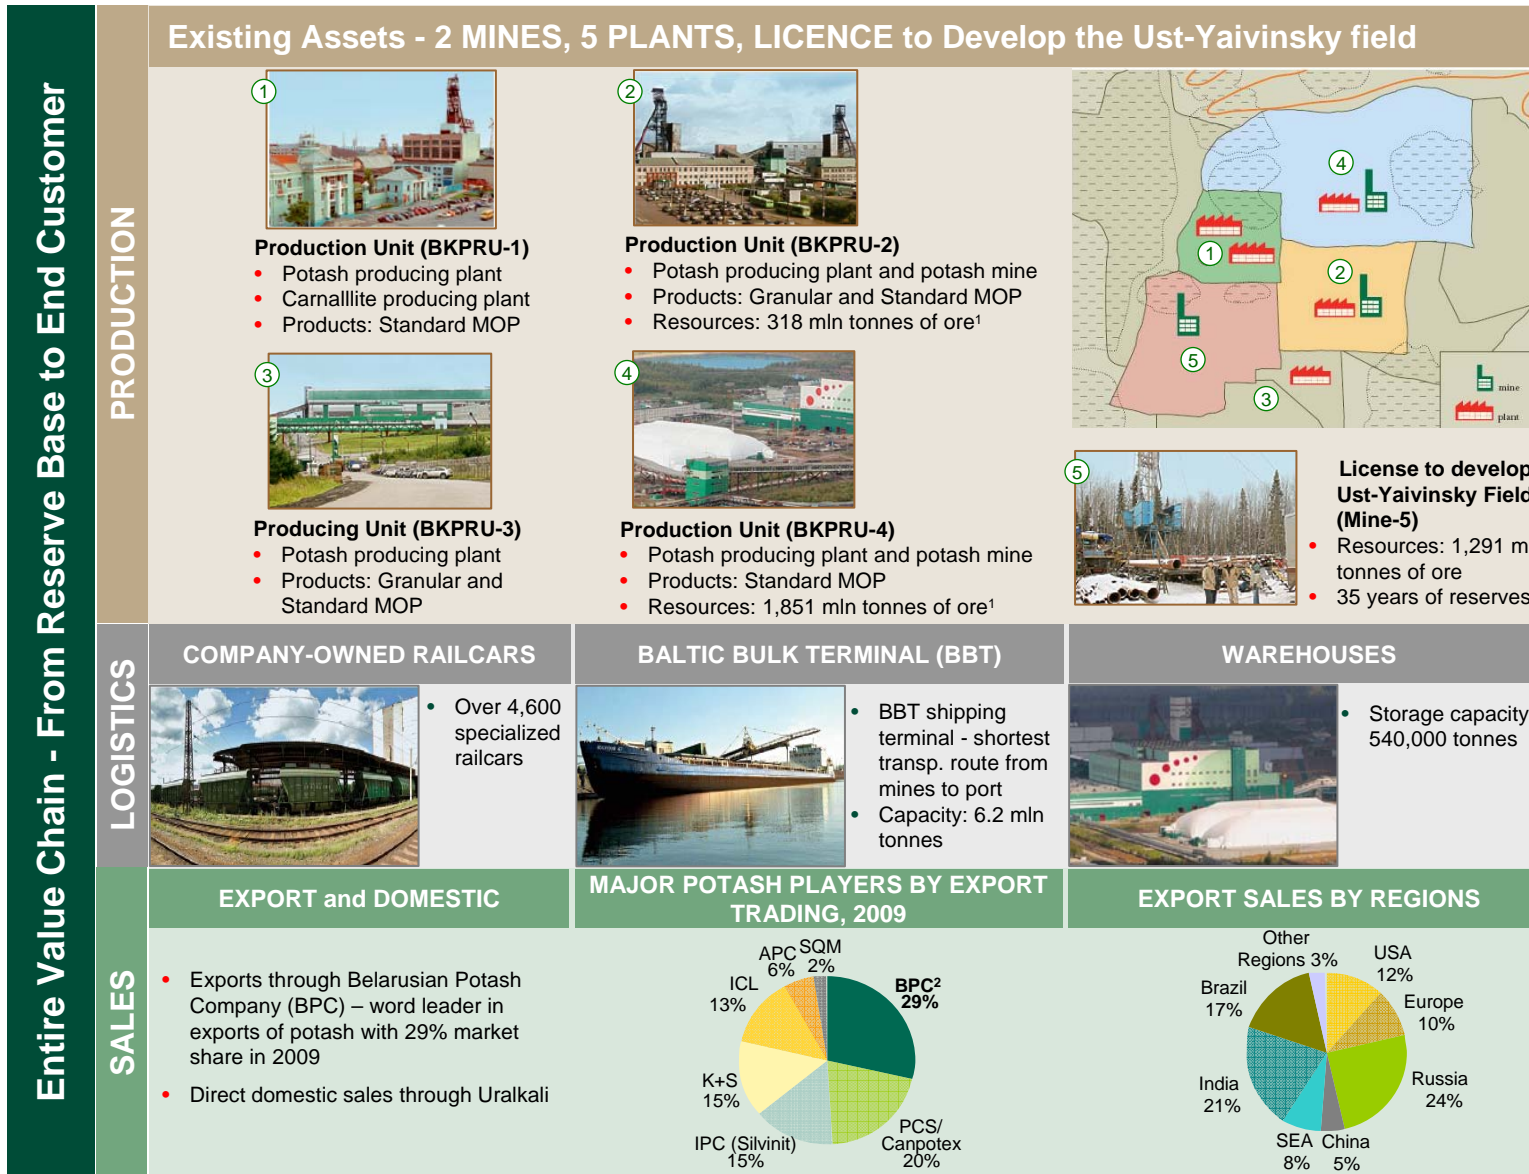 Entire Value Chain - From Reserve Base to End Customer
PRODUCTION
Existing Assets - 2 MINES, 5 PLANTS, LICENCE to Develop the Ust-Yaivinsky field
1
Production Unit (BKPRU-1)
• Potash producing plant
• Carnalllite producing plant
• Products: Standard MOP
2
Production Unit (BKPRU-2)
• Potash producing plant and potash mine
• Products: Granular and Standard MOP
• Resources: 318 mln tonnes of ore¹
4
1
2
5
3
mine
plant
3
Producing Unit (BKPRU-3)
• Potash producing plant
• Products: Granular and
Standard MOP
4
Production Unit (BKPRU-4)
• Potash producing plant and potash mine
• Products: Standard MOP
• Resources: 1,851 mln tonnes of ore¹
5
License to develop
Ust-Yaivinsky Field
(Mine-5)
• Resources: 1,291 m
tonnes of ore
• 35 years of reserves
LOGISTICS
COMPANY-OWNED RAILCARS
• Over 4,600
specialized
railcars
BALTIC BULK TERMINAL (BBT)
• BBT shipping
terminal - shortest
transp. route from
mines to port
• Capacity: 6.2 mln
tonnes
WAREHOUSES
• Storage capacity
540,000 tonnes
SALES
EXPORT and DOMESTIC
• Exports through Belarusian Potash
Company (BPC) – word leader in
exports of potash with 29% market
share in 2009
• Direct domestic sales through Uralkali
MAJOR POTASH PLAYERS BY EXPORT
TRADING, 2009
SQM
2%
APC
6%
BPC²
29%
ICL
13%
K+S
15%
IPC (Silvinit)
15%
PCS/
Canpotex
20%
EXPORT SALES BY REGIONS
Other
Regions 3%
USA
12%
Brazil
17%
Europe
10%
India
21%
Russia
24%
SEA
8%
China
5%